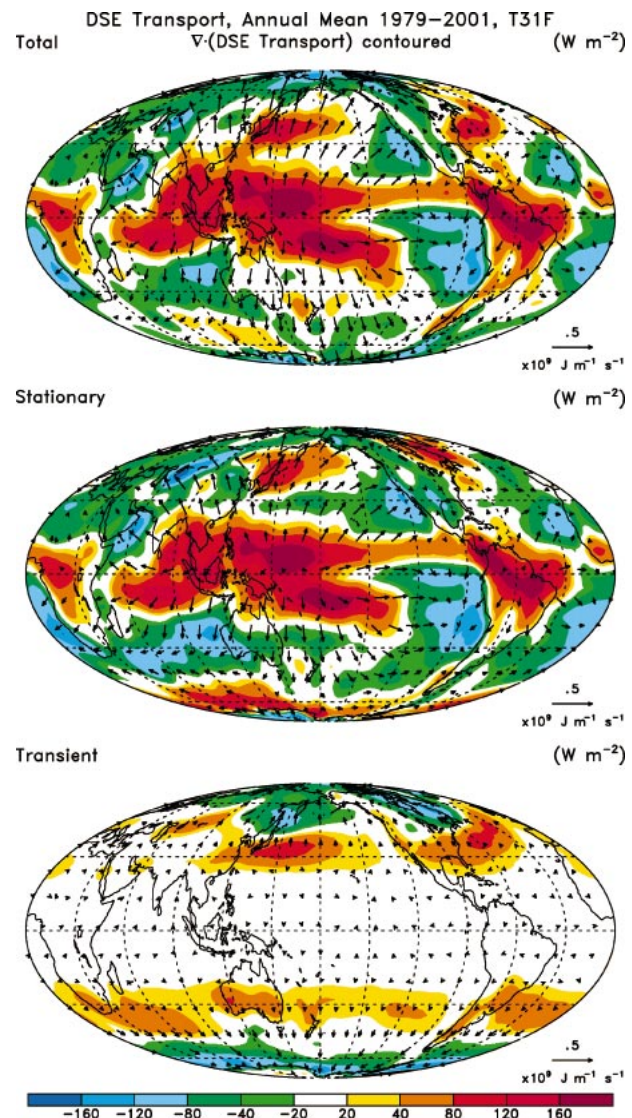 DSE Transport, Annual Mean 1979−2001, T31F
Total ∇·(DSE Transport) contoured (W m⁻²)
.5
x10⁹ J m⁻¹ s⁻¹
Stationary (W m⁻²)
.5
x10⁹ J m⁻¹ s⁻¹
Transient (W m⁻²)
.5
x10⁹ J m⁻¹ s⁻¹
−160 −120 −80 −40 −20 20 40 80 120 160